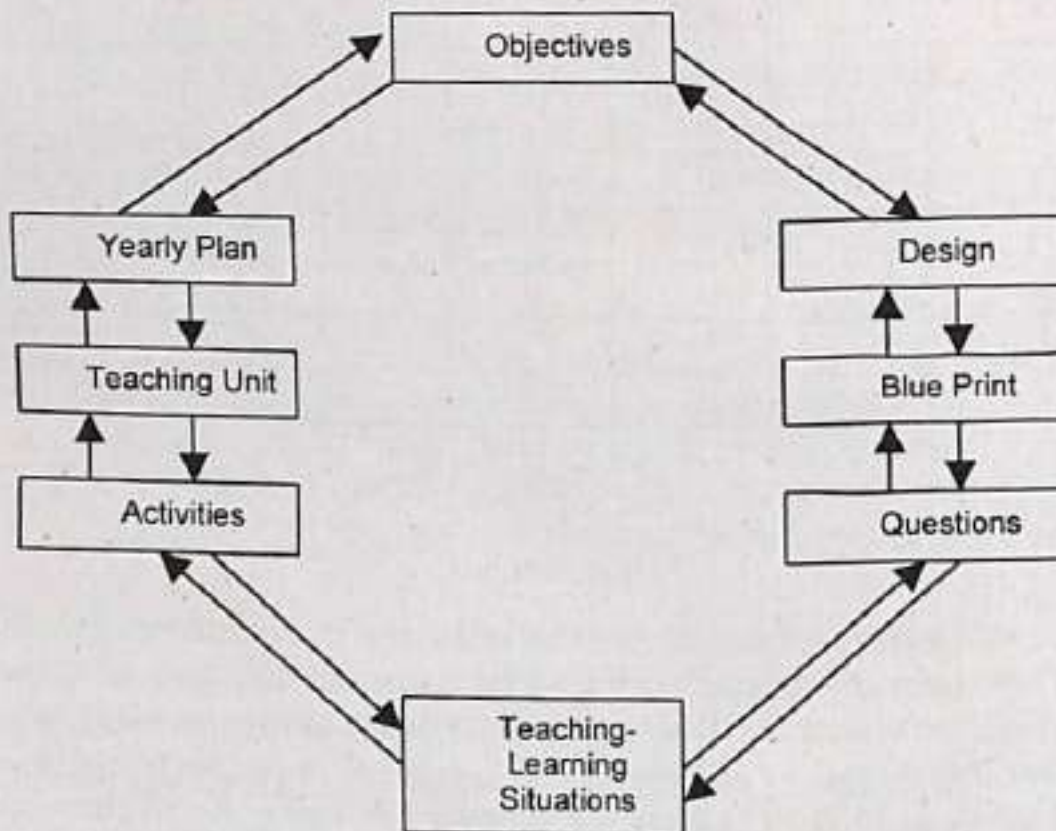 Objectives
Yearly Plan
Design
Teaching Unit
Blue Print
Activities
Questions
Teaching-
Learning
Situations